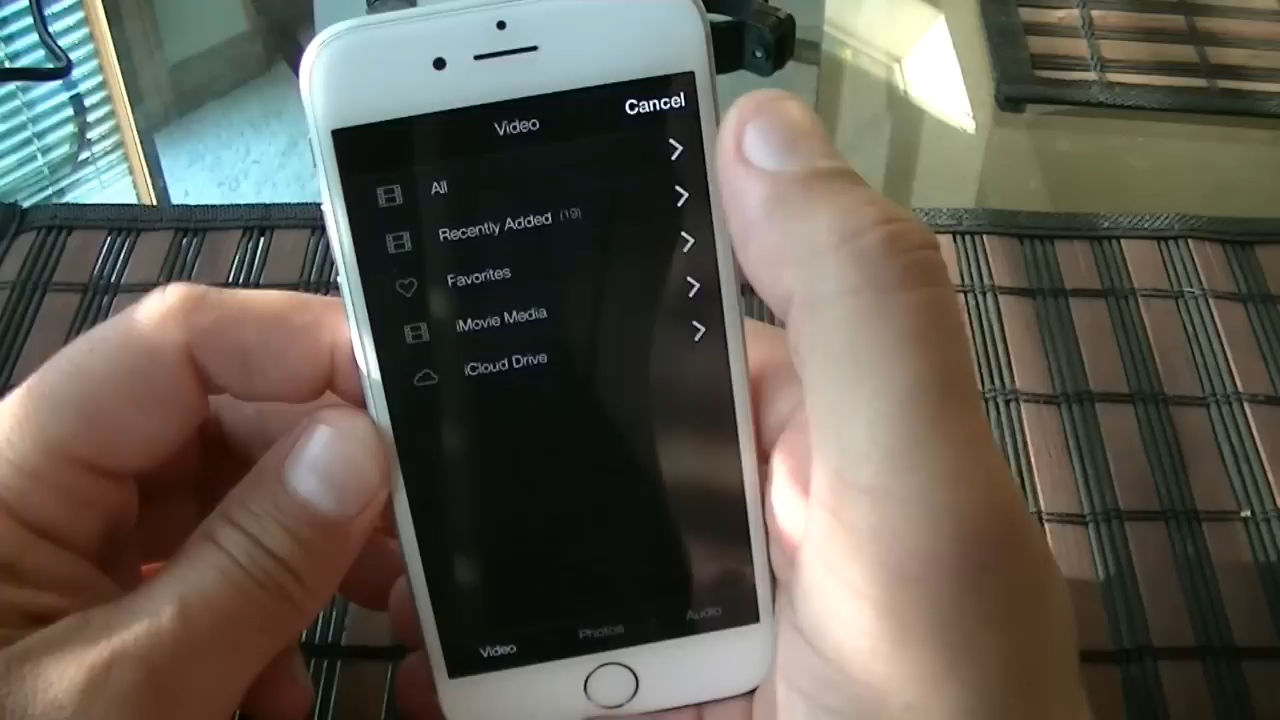 Cancel
Video
All
Recently Added (19)
Favorites
iMovie Media
iCloud Drive
Video Photos Audio